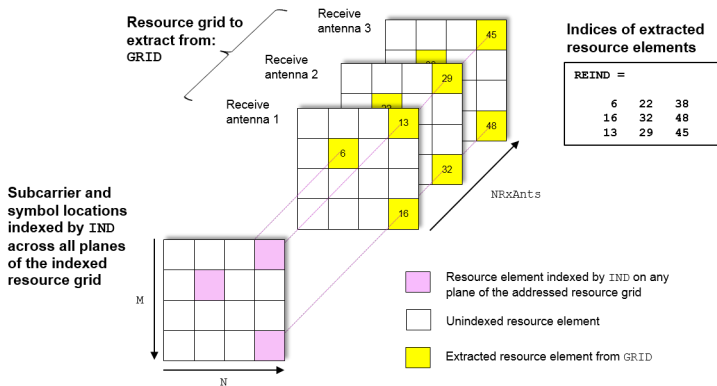 Resource grid to
extract from:
GRID
Receive
antenna 3
Receive
antenna 2
Receive
antenna 1
45
29
13
6
48
32
16
NRxAnts
Indices of extracted
resource elements
REIND =
6 22 38
16 32 48
13 29 45
Subcarrier and
symbol locations
indexed by IND
across all planes
of the indexed
resource grid
M
N
Resource element indexed by IND on any
plane of the addressed resource grid
Unindexed resource element
Extracted resource element from GRID